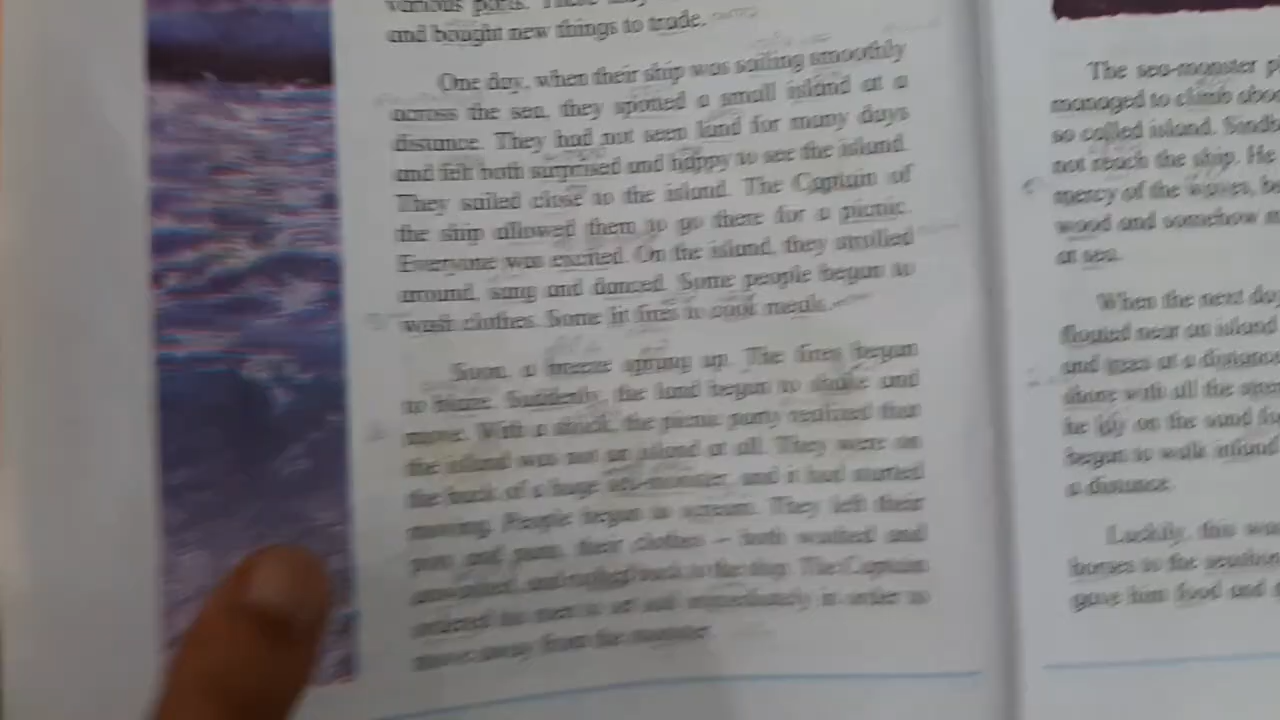 and bought new things to trade.
One day, when their ship was sailing smoothly
across the sea, they spotted a small island at a
distance. They had not seen land for many days
and felt both surprised and happy to see the island.
They sailed close to the island. The Captain of
the ship allowed them to go there for a picnic.
Everyone was excited. On the island, they strolled
around, sang and danced. Some people began to
wash clothes. Some lit fires to cook meals.
Soon, a breeze sprang up. The fires began
to Suddenly, the land began to shake and
move. With a shock, the picnic party realized that
the island was not an island at all. They were on
the back of a huge sea-monster, and it had started
moving. People began to scream. They left their
pots and pans, their clothes – both washed and
unwashed, and rushed back to the ship. The Captain
ordered his men to set sail immediately in order to
move away from the monster.
The sea-monster
managed to climb
so called island.
not reach the ship. He
mercy of the waves,
wood and somehow
at sea.
When the next
floated near an island
and trees at a distance
along with all the
he lay on the sand
began to walk inland
a distance.
Luckily, this
horses to the
gave him food and